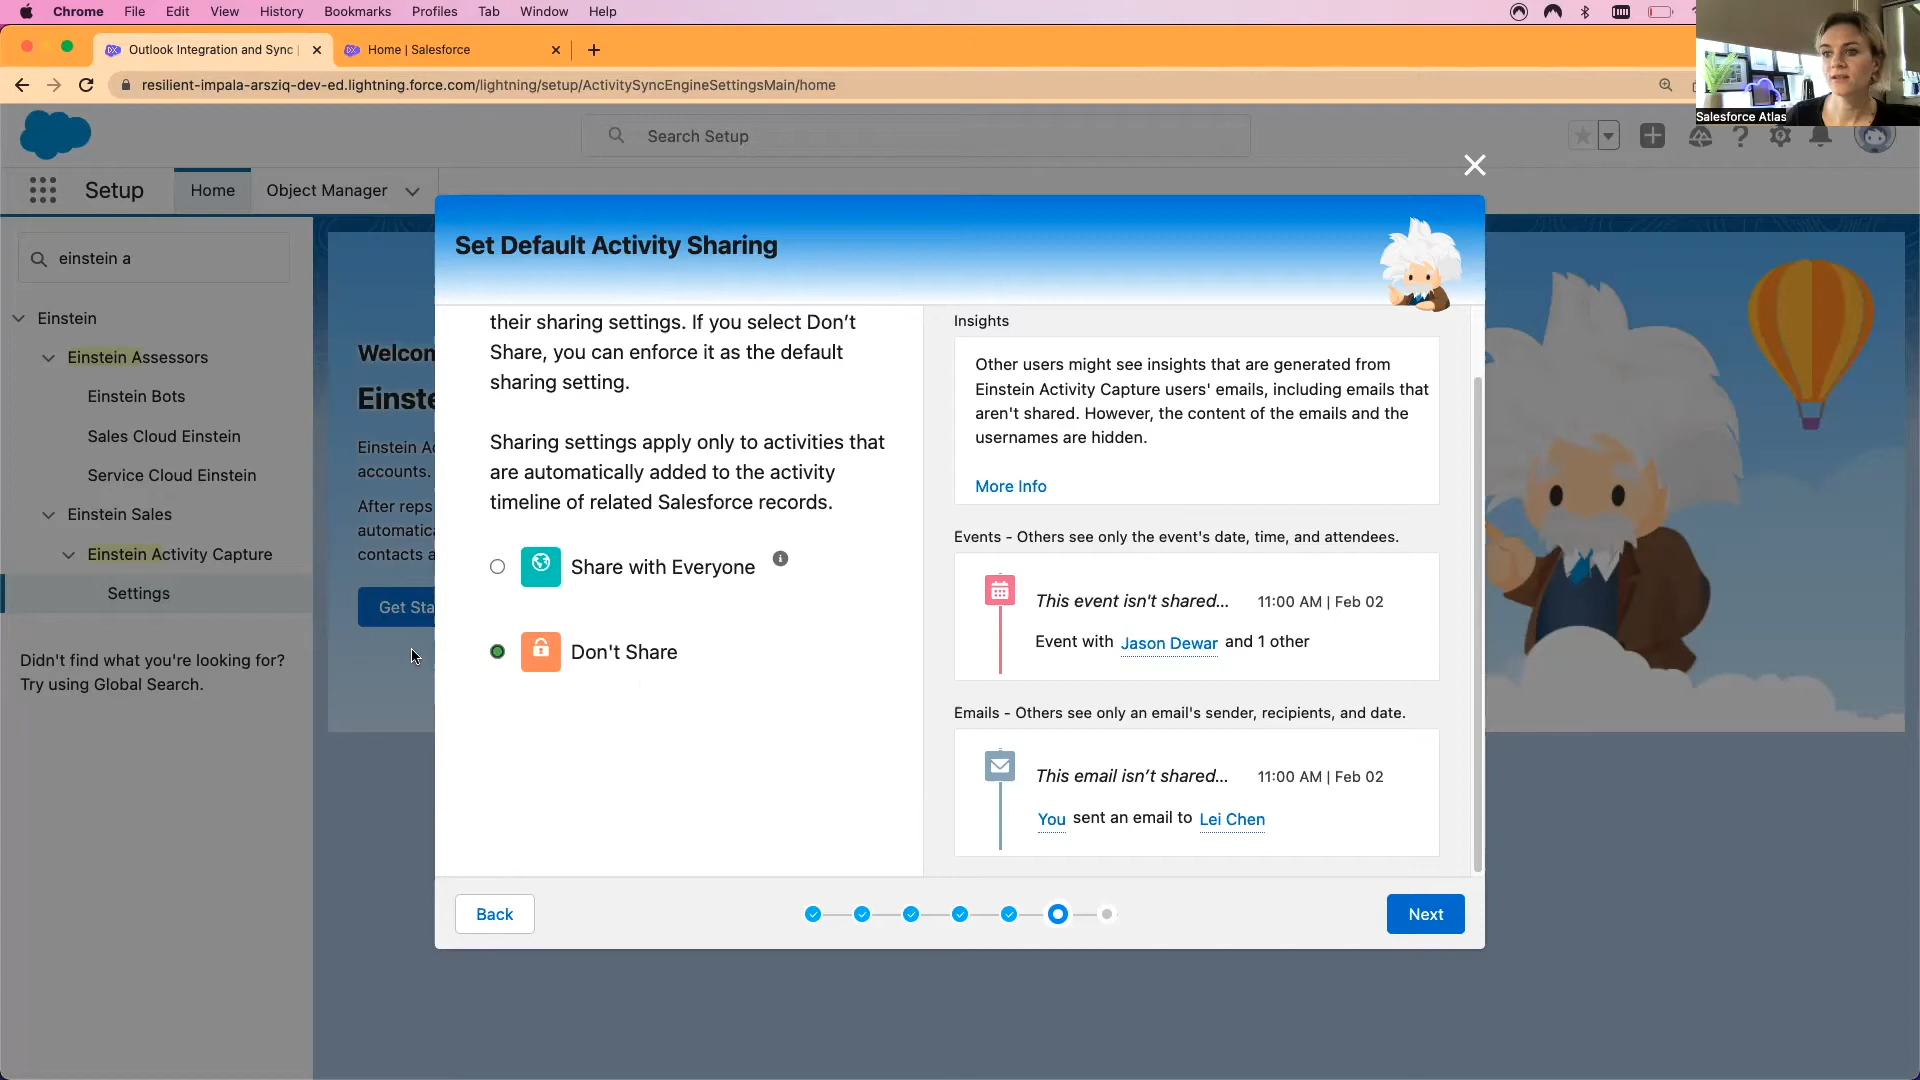 Chrome File Edit View History Bookmarks Profiles Tab Window Help
Outlook Integration and Sync
Home | Salesforce
resilient-impala-arsziq-dev-ed.lightning.force.com/lightning/setup/ActivitySyncEngineSettingsMain/home
Salesforce Atlas
Search Setup
Setup
Home
Object Manager
einstein a
Einstein
Einstein Assessors
Einstein Bots
Sales Cloud Einstein
Service Cloud Einstein
Einstein Sales
Einstein Activity Capture
Settings
Didn't find what you're looking for?
Try using Global Search.
Welcom
Einste
Einstein Ac
accounts.
After reps
automatica
contacts a
Get Sta
Set Default Activity Sharing
their sharing settings. If you select Don’t
Share, you can enforce it as the default
sharing setting.
Sharing settings apply only to activities that
are automatically added to the activity
timeline of related Salesforce records.
Share with Everyone
Don't Share
Insights
Other users might see insights that are generated from
Einstein Activity Capture users' emails, including emails that
aren't shared. However, the content of the emails and the
usernames are hidden.
More Info
Events - Others see only the event's date, time, and attendees.
This event isn't shared... 11:00 AM | Feb 02
Event with Jason Dewar and 1 other
Emails - Others see only an email's sender, recipients, and date.
This email isn’t shared... 11:00 AM | Feb 02
You sent an email to Lei Chen
Back
Next